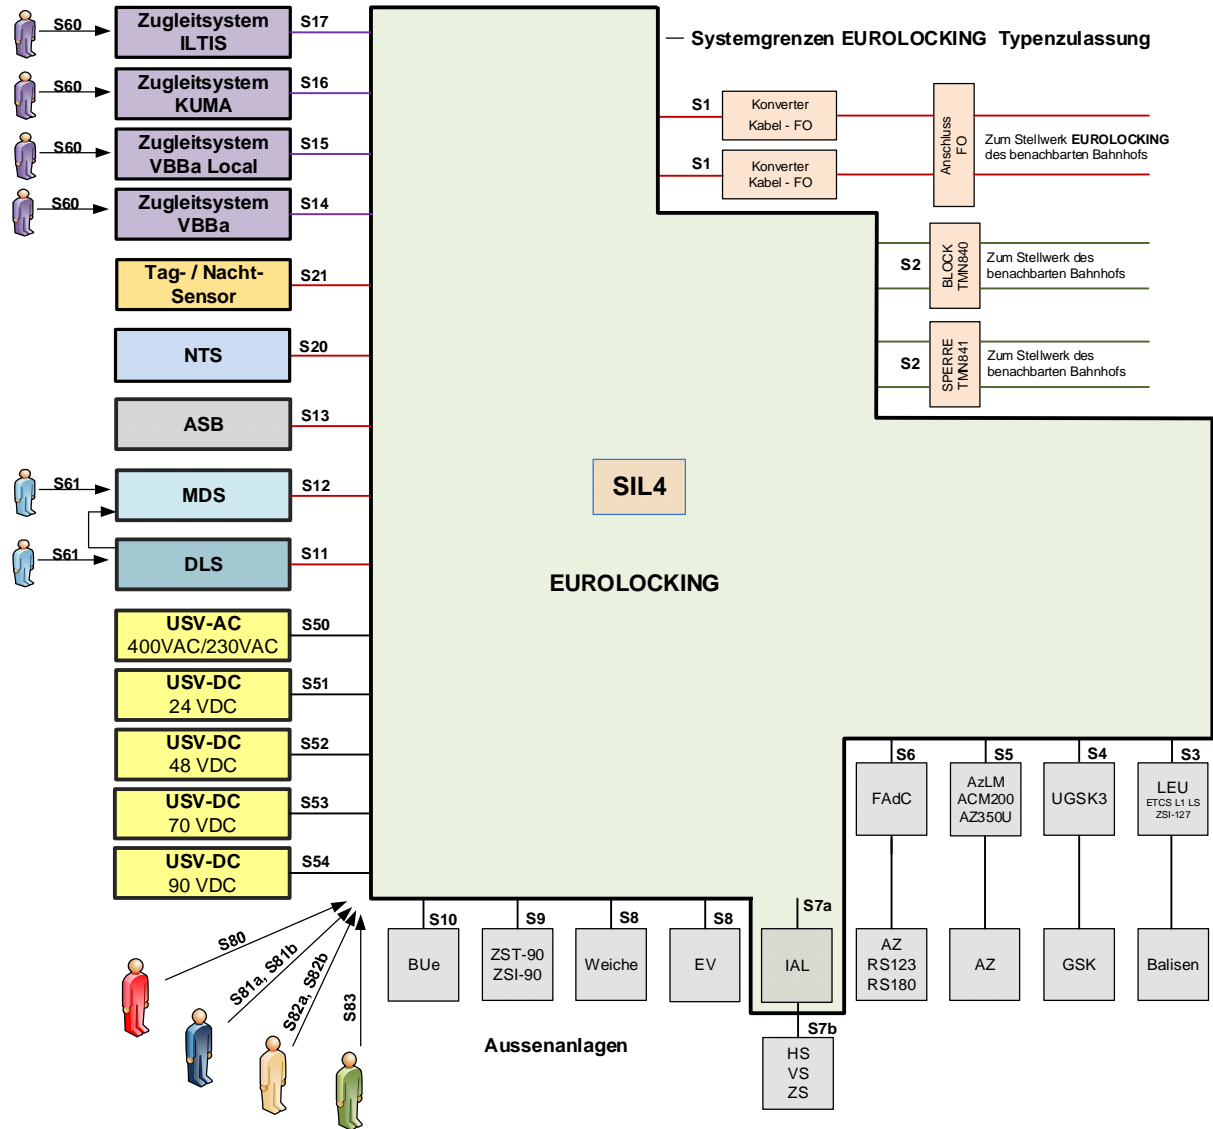 S60
Zugleitsystem
ILTIS
S17
Systemgrenzen EUROLOCKING Typenzulassung
S60
Zugleitsystem
KUMA
S16
S60
Zugleitsystem
VBBa Local
S15
S60
Zugleitsystem
VBBa
S14
S1
Konverter
Kabel - FO
S1
Konverter
Kabel - FO
Anschluss
FO
Zum Stellwerk EUROLOCKING
des benachbarten Bahnhofs
S2
BLOCK
TMN840
Zum Stellwerk des
benachbarten Bahnhofs
S2
SPERRE
TMN841
Zum Stellwerk des
benachbarten Bahnhofs
Tag- / Nacht-
Sensor
S21
NTS
S20
ASB
S13
S61
MDS
S12
S61
DLS
S11
SIL4
EUROLOCKING
USV-AC
400VAC/230VAC
S50
USV-DC
24 VDC
S51
USV-DC
48 VDC
S52
USV-DC
70 VDC
S53
USV-DC
90 VDC
S54
S6
FAdC
S5
AzLM
ACM200
AZ350U
S4
UGSK3
S3
LEU
ETCS L1 LS
ZSI-127
S80
S81a, S81b
S82a, S82b
S83
S10
BUe
S9
ZST-90
ZSI-90
S8
Weiche
S8
EV
S7a
IAL
S7b
HS
VS
ZS
AZ
RS123
RS180
AZ
GSK
Balisen
Aussenanlagen